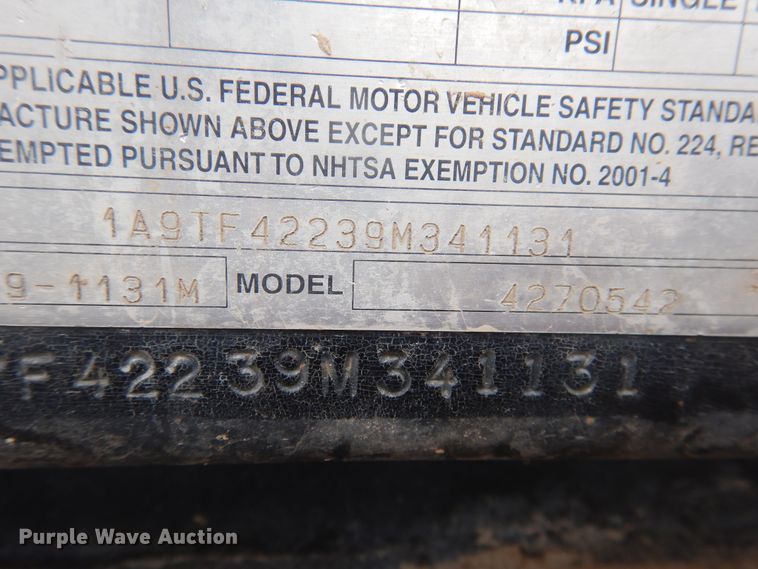 PSI
PPLICABLE U.S. FEDERAL MOTOR VEHICLE SAFETY STANDA
ACTURE SHOWN ABOVE EXCEPT FOR STANDARD NO. 224, RE
EMPTED PURSUANT TO NHTSA EXEMPTION NO. 2001-4
1A9TF42239M341131
9-1131M MODEL 4270542
F42239M341131
Purple Wave Auction